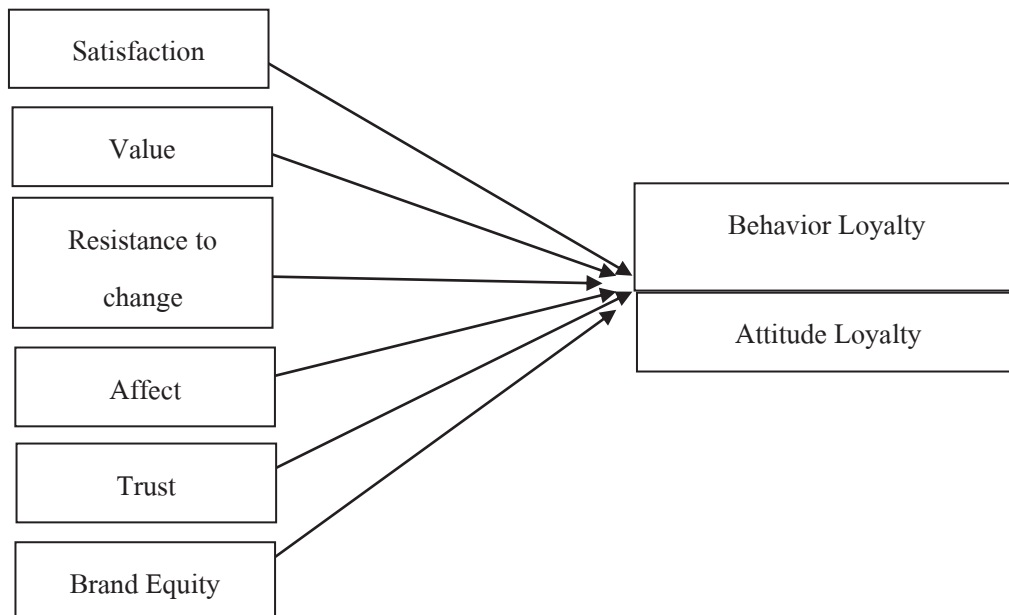 Satisfaction
Value
Resistance to
change
Affect
Trust
Brand Equity
Behavior Loyalty
Attitude Loyalty